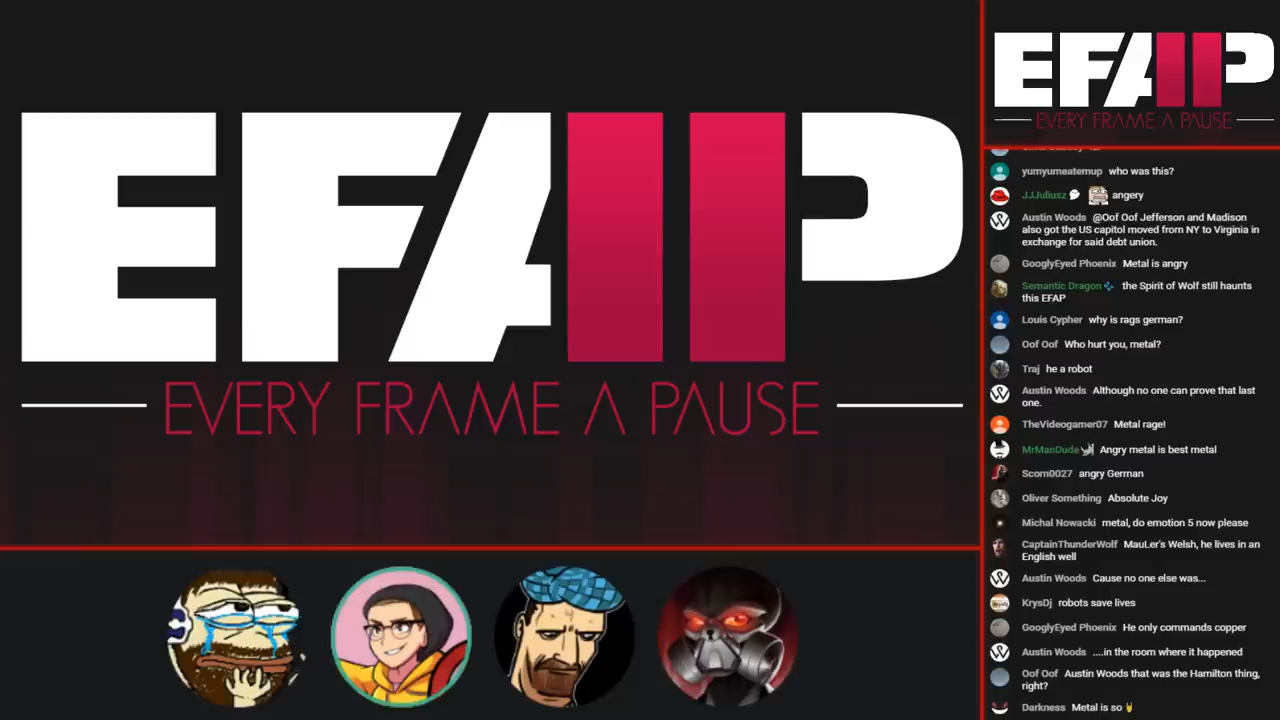 EFAP
EVERY FRAME A PAUSE
EFAP
EVERY FRAME A PAUSE
yumyumeatemup who was this?
JJJuliusz angery
Austin Woods @Oof Oof Jefferson and Madison
also got the US capitol moved from NY to Virginia in
exchange for said debt union.
GooglyEyed Phoenix Metal is angry
Semantic Dragon the Spirit of Wolf still haunts
this EFAP
Louis Cypher why is rags german?
Oof Oof Who hurt you, metal?
Traj he a robot
Austin Woods Although no one can prove that last
one.
TheVideogamer07 Metal rage!
MrManDude Angry metal is best metal
Scorn0027 angry German
Oliver Something Absolute Joy
Michal Nowacki metal, do emotion 5 now please
CaptainThunderWolf MauLer's Welsh, he lives in an
English well
Austin Woods Cause no one else was...
KrysDj robots save lives
GooglyEyed Phoenix He only commands copper
Austin Woods ....in the room where it happened
Oof Oof Austin Woods that was the Hamilton thing,
right?
Darkness Metal is so 🤘